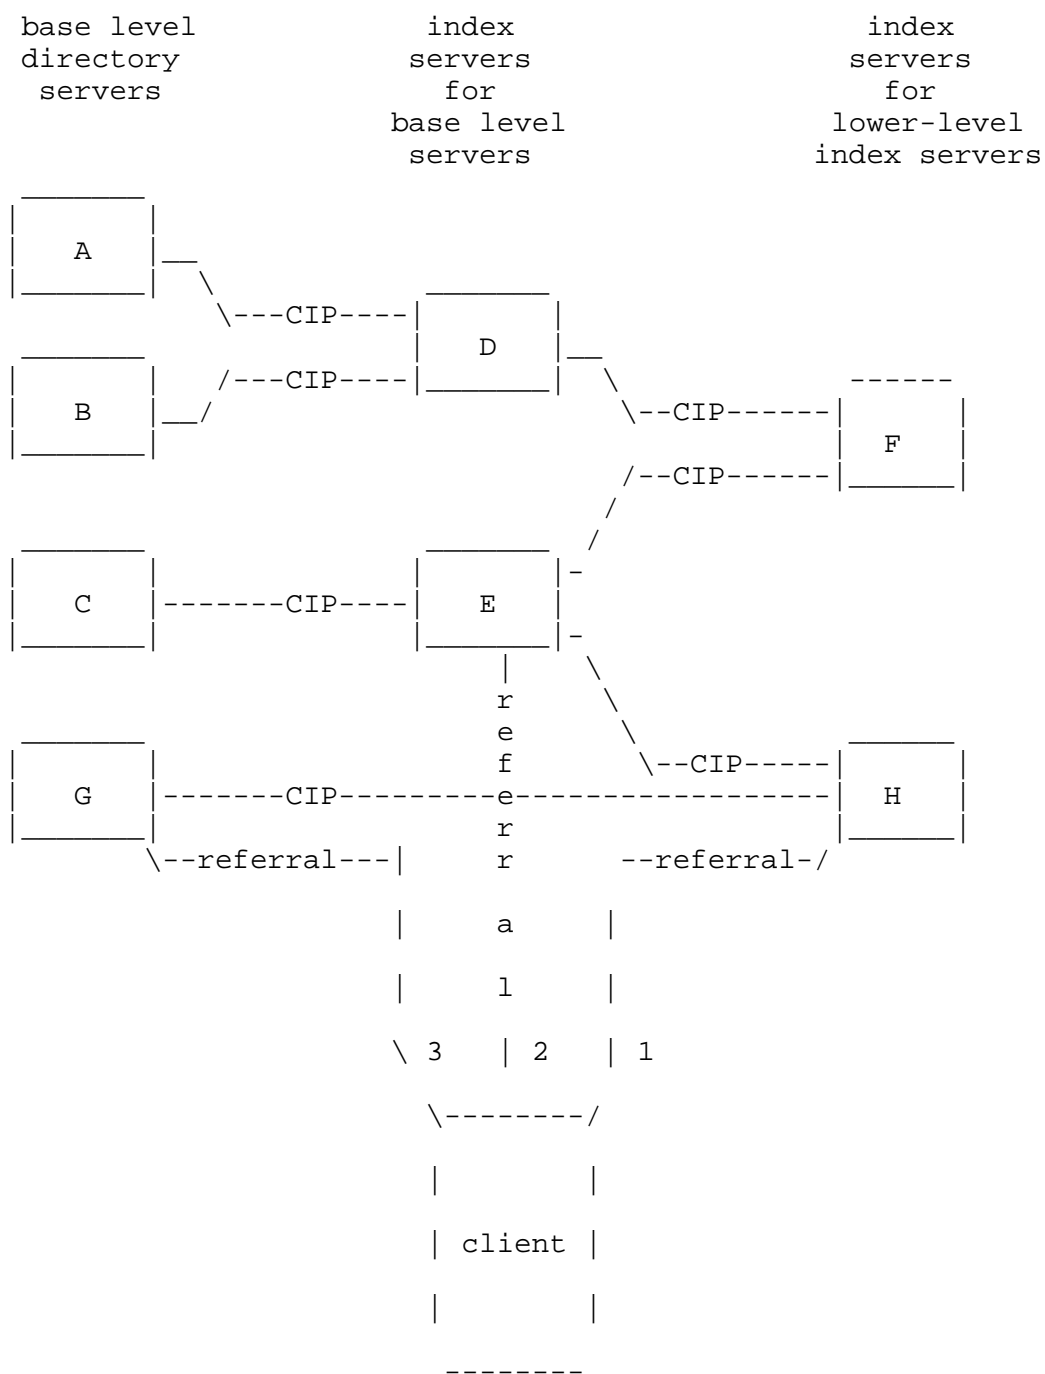 base level index index
directory servers servers
servers for for
base level lower-level
servers index servers
A
CIP
D
CIP
B
CIP
F
CIP
C CIP E
r
e
f CIP
G CIP e H
r
referral r referral
a
l
3 2 1
client